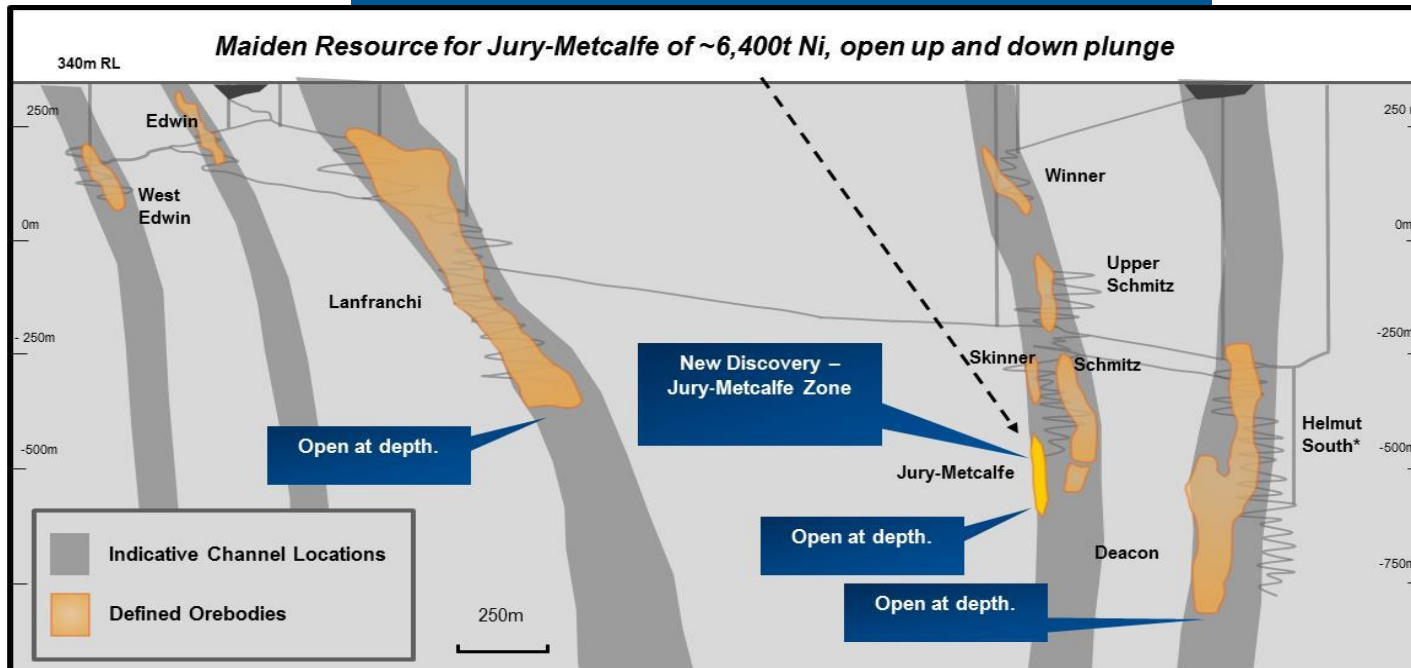 Maiden Resource for Jury-Metcalfe of ~6,400t Ni, open up and down plunge
340m RL
250m
250 m
Edwin
West
Edwin
Winner
0m
0m
Upper
Schmitz
Lanfranchi
- 250m
-250m
New Discovery –
Jury-Metcalfe Zone
Skinner
Schmitz
Open at depth.
Helmut
South*
-500m
-500m
Jury-Metcalfe
Open at depth.
Indicative Channel Locations
Deacon
-750m
Open at depth.
Defined Orebodies
250m